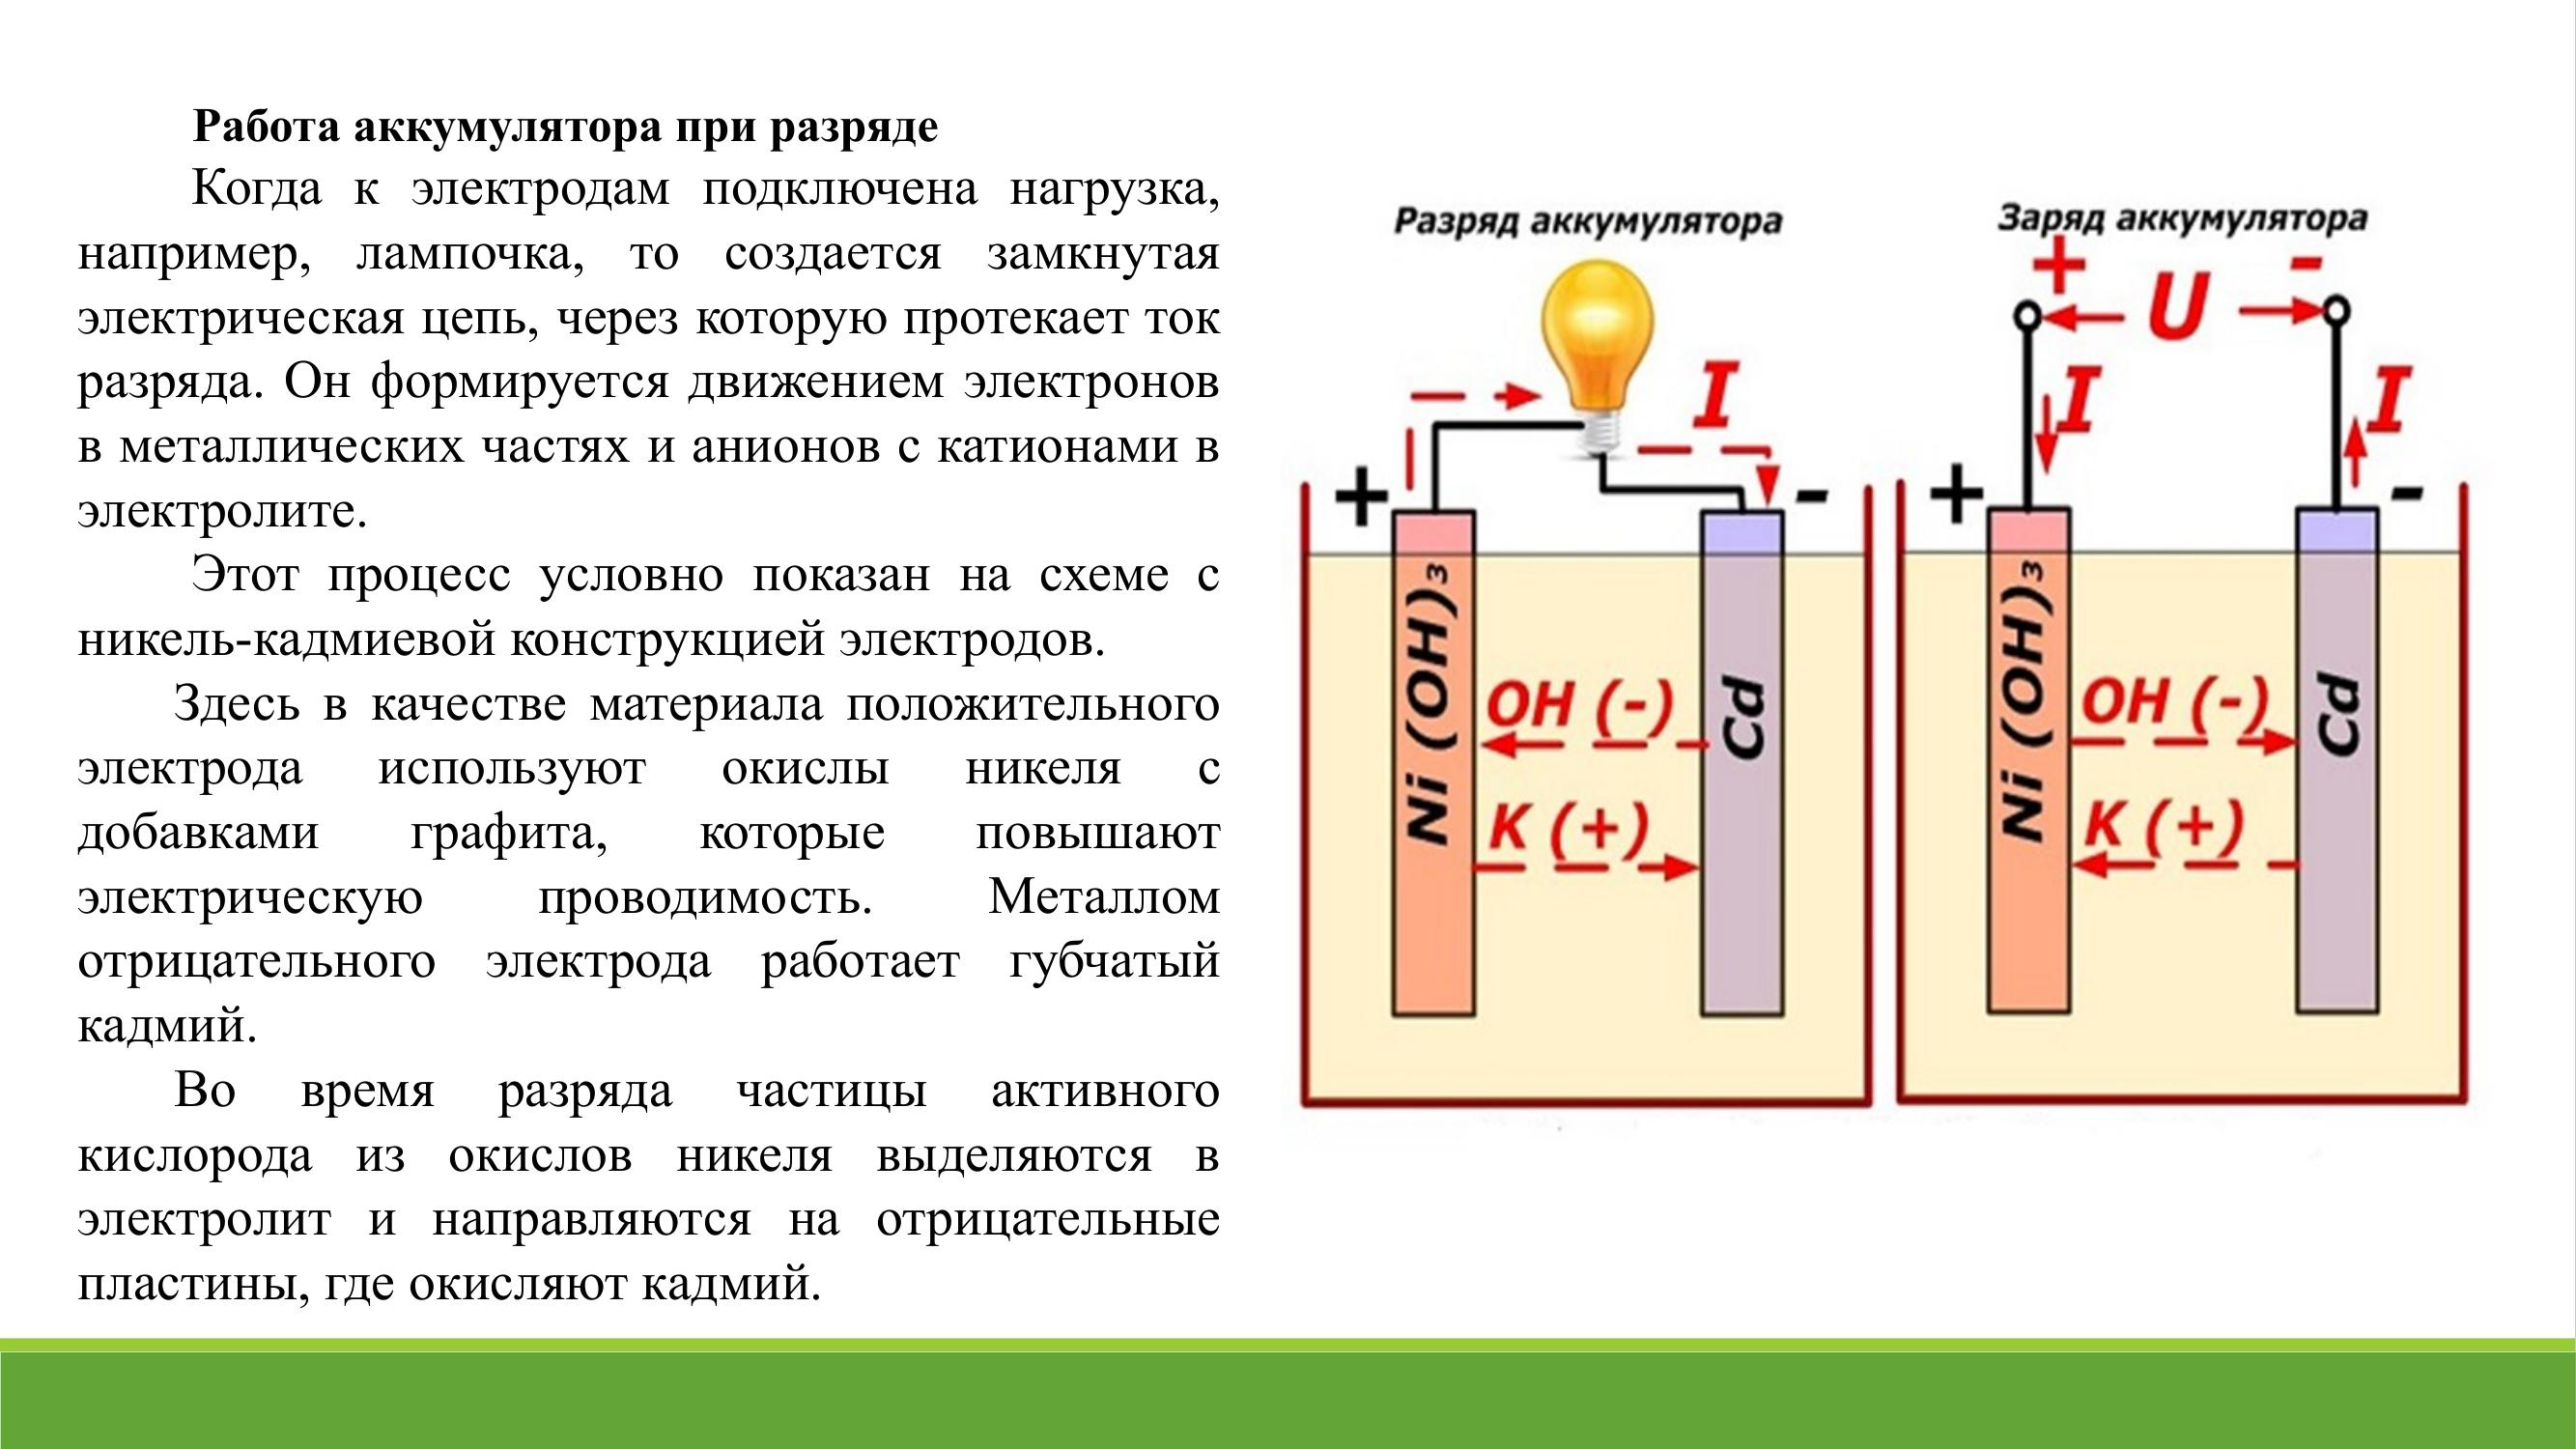 Работа аккумулятора при разряде
Когда к электродам подключена нагрузка,
например, лампочка, то создается замкнутая
электрическая цепь, через которую протекает ток
разряда. Он формируется движением электронов
в металлических частях и анионов с катионами в
электролите.
Этот процесс условно показан на схеме с
никель-кадмиевой конструкцией электродов.
Здесь в качестве материала положительного
электрода используют окислы никеля с
добавками графита, которые повышают
электрическую проводимость. Металлом
отрицательного электрода работает губчатый
кадмий.
Во время разряда частицы активного
кислорода из окислов никеля выделяются в
электролит и направляются на отрицательные
пластины, где окисляют кадмий.
Разряд аккумулятора
I
+ -
Ni (OH)₃
OH (-)
K (+)
Cd
Заряд аккумулятора
+ -
U
I I
+ -
Ni (OH)₃
OH (-)
K (+)
Cd